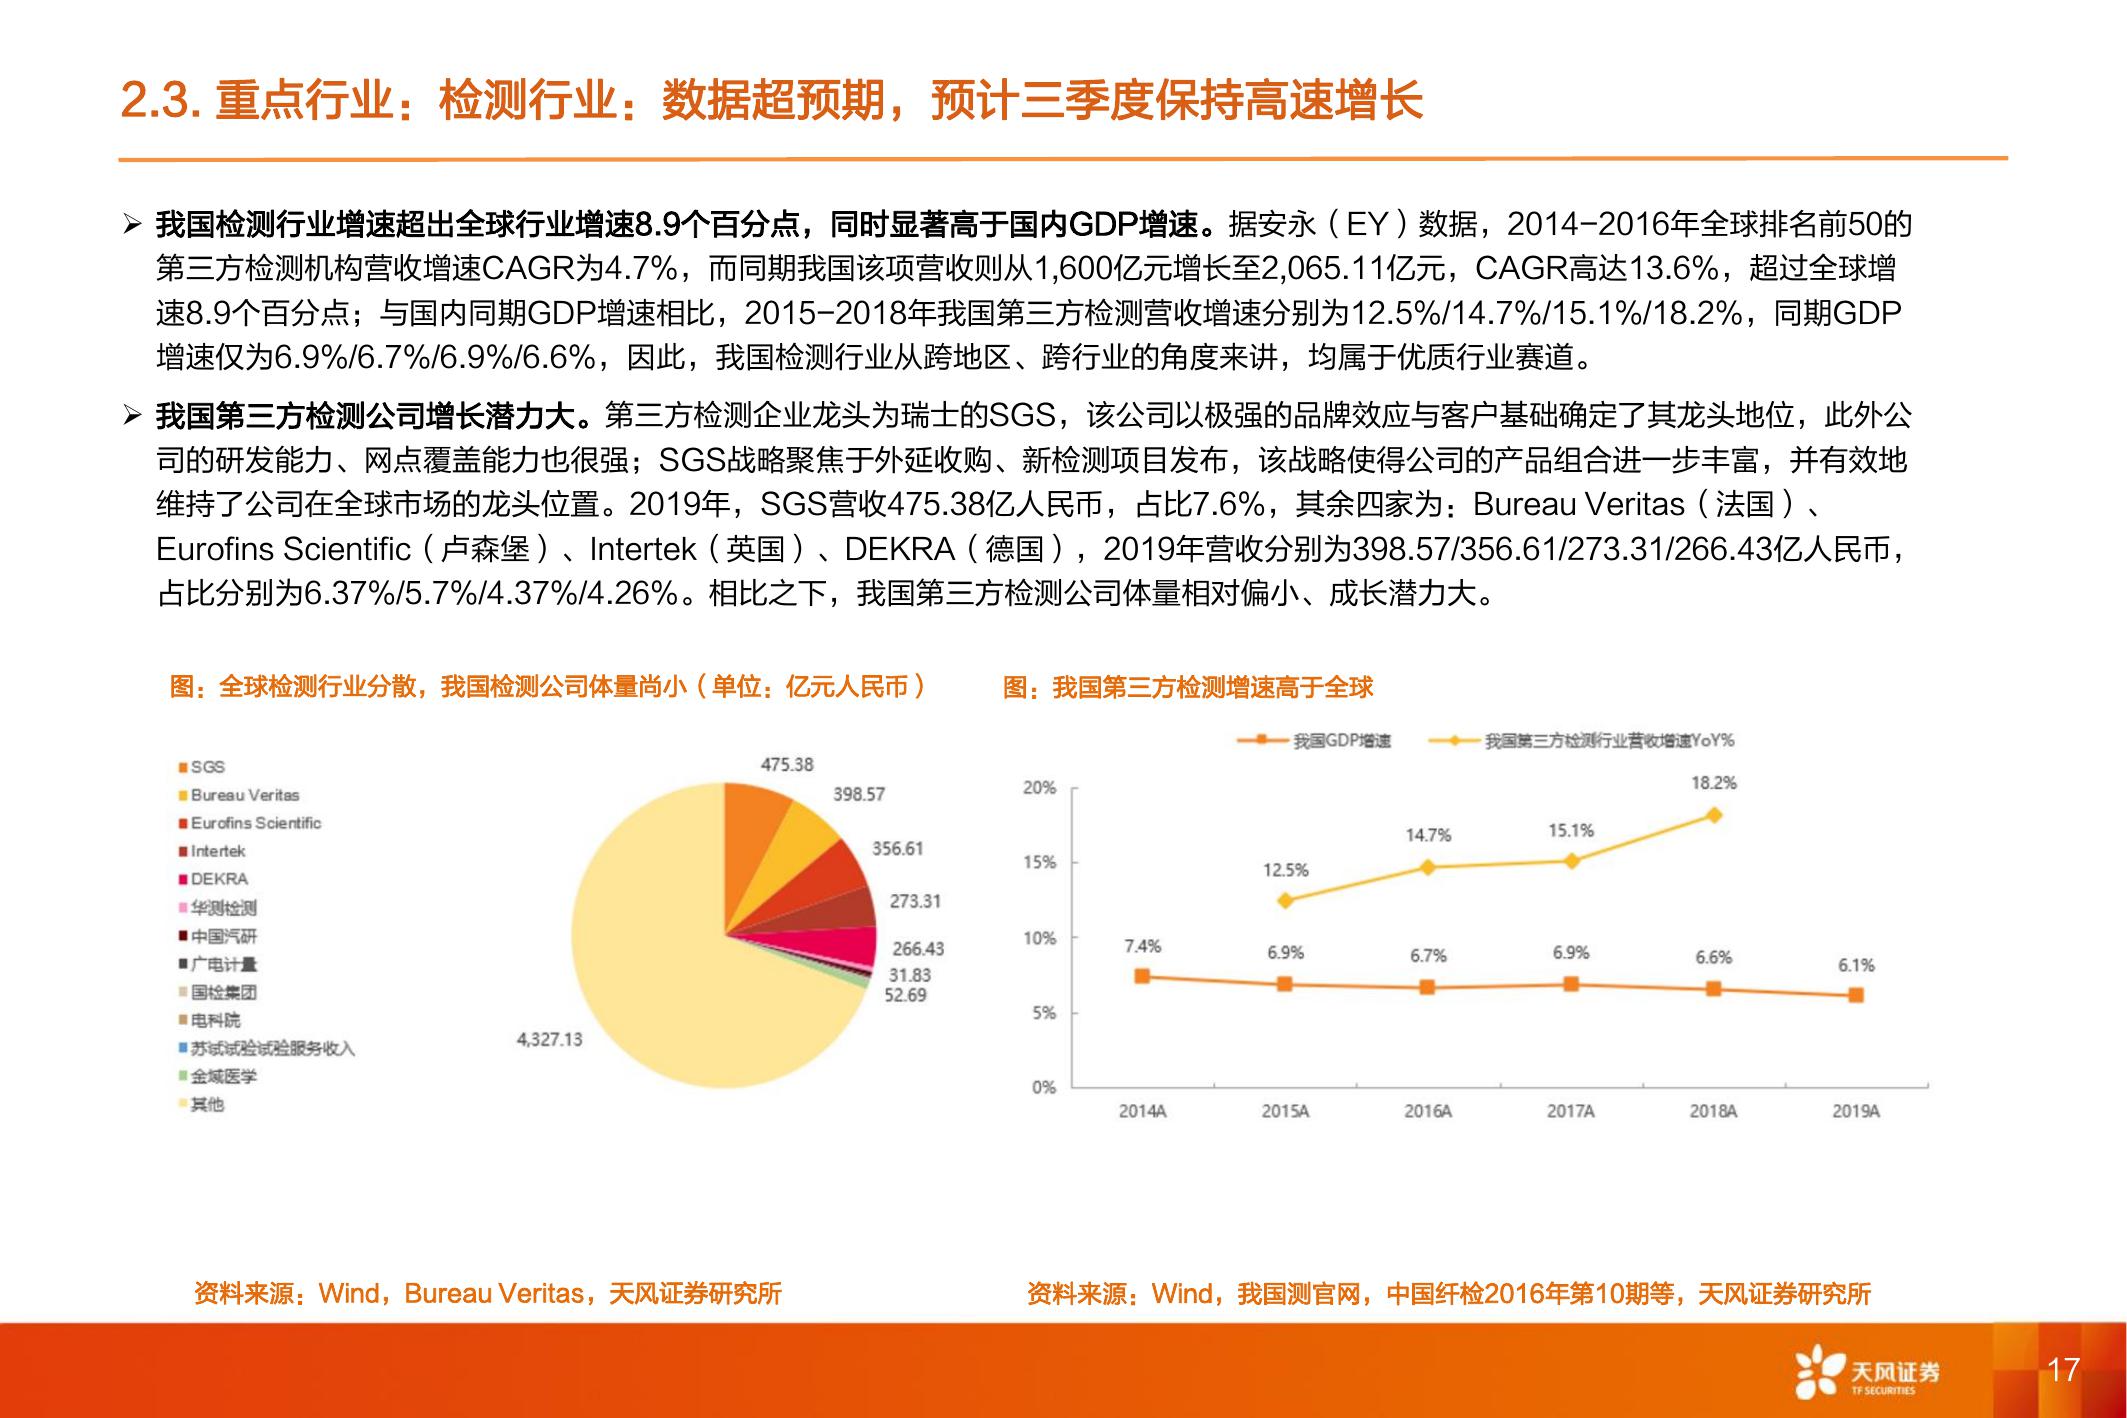 2.3. 重点行业：检测行业：数据超预期，预计三季度保持高速增长
➢ 我国检测行业增速超出全球行业增速8.9个百分点，同时显著高于国内GDP增速。据安永（EY）数据，2014-2016年全球排名前50的
第三方检测机构营收增速CAGR为4.7%，而同期我国该项营收则从1,600亿元增长至2,065.11亿元，CAGR高达13.6%，超过全球增
速8.9个百分点；与国内同期GDP增速相比，2015-2018年我国第三方检测营收增速分别为12.5%/14.7%/15.1%/18.2%，同期GDP
增速仅为6.9%/6.7%/6.9%/6.6%，因此，我国检测行业从跨地区、跨行业的角度来讲，均属于优质行业赛道。
➢ 我国第三方检测公司增长潜力大。第三方检测企业龙头为瑞士的SGS，该公司以极强的品牌效应与客户基础确定了其龙头地位，此外公
司的研发能力、网点覆盖能力也很强；SGS战略聚焦于外延收购、新检测项目发布，该战略使得公司的产品组合进一步丰富，并有效地
维持了公司在全球市场的龙头位置。2019年，SGS营收475.38亿人民币，占比7.6%，其余四家为：Bureau Veritas（法国）、
Eurofins Scientific（卢森堡）、Intertek（英国）、DEKRA（德国），2019年营收分别为398.57/356.61/273.31/266.43亿人民币，
占比分别为6.37%/5.7%/4.37%/4.26%。相比之下，我国第三方检测公司体量相对偏小、成长潜力大。
图：全球检测行业分散，我国检测公司体量尚小（单位：亿元人民币）
SGS
Bureau Veritas
Eurofins Scientific
Intertek
DEKRA
华测检测
中国汽研
广电计量
国检集团
电科院
苏试试验试验服务收入
金域医学
其他
475.38
398.57
356.61
273.31
266.43
31.83
52.69
4,327.13
资料来源：Wind，Bureau Veritas，天风证券研究所
图：我国第三方检测增速高于全球
我国GDP增速
我国第三方检测行业营收增速YoY%
20%
15%
10%
5%
0%
12.5%
14.7%
15.1%
18.2%
7.4%
6.9%
6.7%
6.9%
6.6%
6.1%
2014A
2015A
2016A
2017A
2018A
2019A
资料来源：Wind，我国测官网，中国纤检2016年第10期等，天风证券研究所
天风证券
TF SECURITIES
17